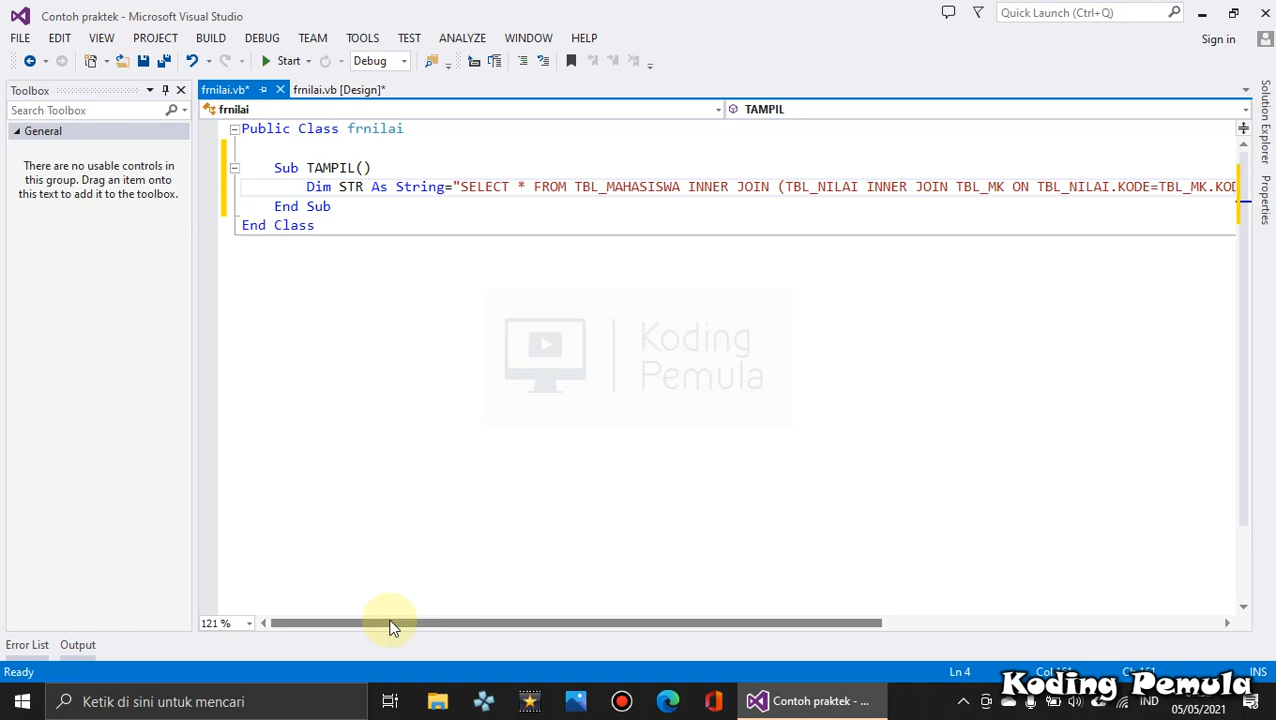 Contoh praktek - Microsoft Visual Studio
Quick Launch (Ctrl+Q)
FILE EDIT VIEW PROJECT BUILD DEBUG TEAM TOOLS TEST ANALYZE WINDOW HELP
Sign in
Start Debug
Toolbox
frnilai.vb* frnilai.vb [Design]*
Search Toolbox
frnilai TAMPIL
General
There are no usable controls in
this group. Drag an item onto
this text to add it to the toolbox.
Public Class frnilai
Sub TAMPIL()
Dim STR As String="SELECT * FROM TBL_MAHASISWA INNER JOIN (TBL_NILAI INNER JOIN TBL_MK ON TBL_NILAI.KODE=TBL_MK.KOD
End Sub
End Class
Solution Explorer
Properties
Koding
Pemula
121 %
Error List Output
Ready Ln 4 INS
Koding Pemula
Ketik di sini untuk mencari
Contoh praktek - ...
IND
05/05/2021